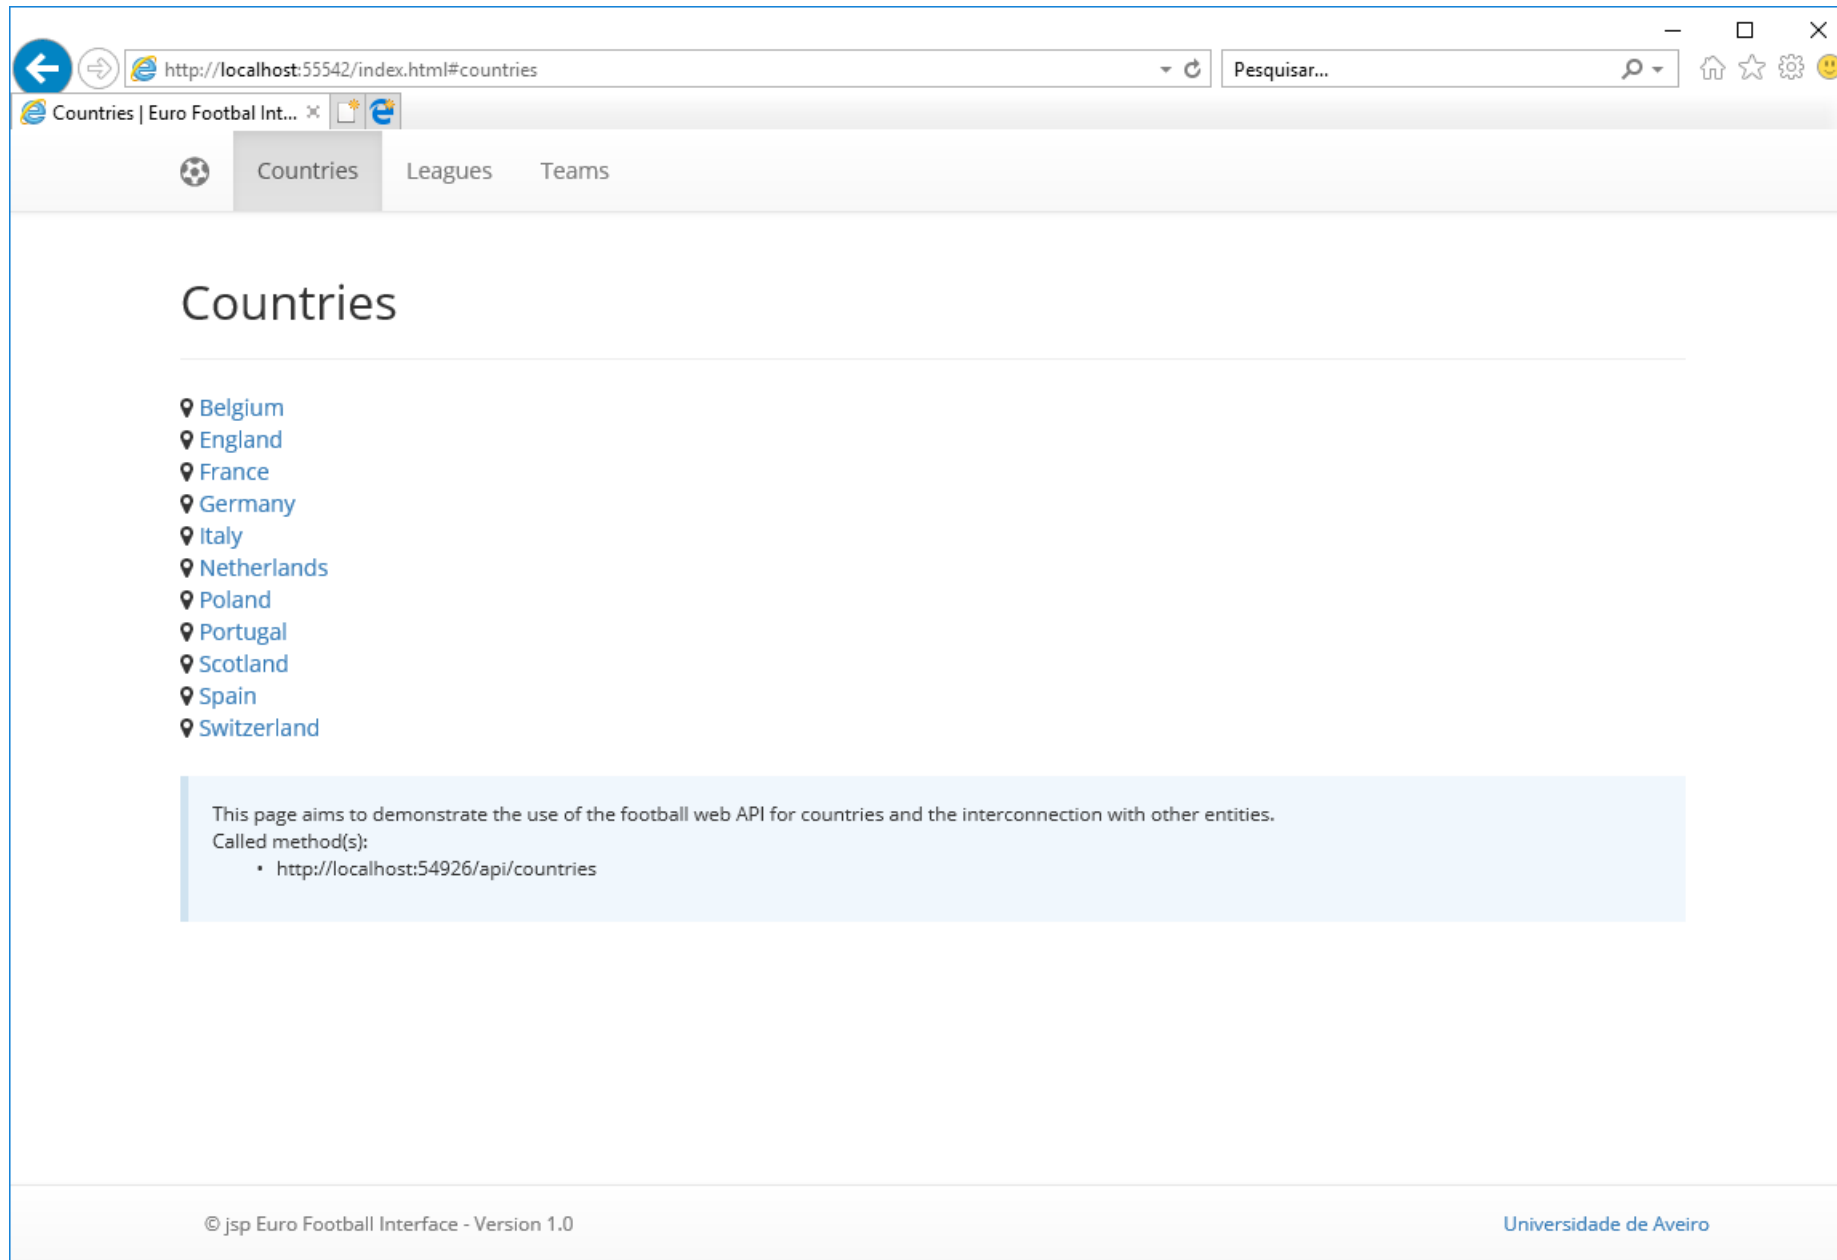 http://localhost:55542/index.html#countries
Pesquisar...
Countries | Euro Footbal Int...
Countries Leagues Teams
Countries
Belgium
England
France
Germany
Italy
Netherlands
Poland
Portugal
Scotland
Spain
Switzerland
This page aims to demonstrate the use of the football web API for countries and the interconnection with other entities.
Called method(s):
• http://localhost:54926/api/countries
© jsp Euro Football Interface - Version 1.0
Universidade de Aveiro